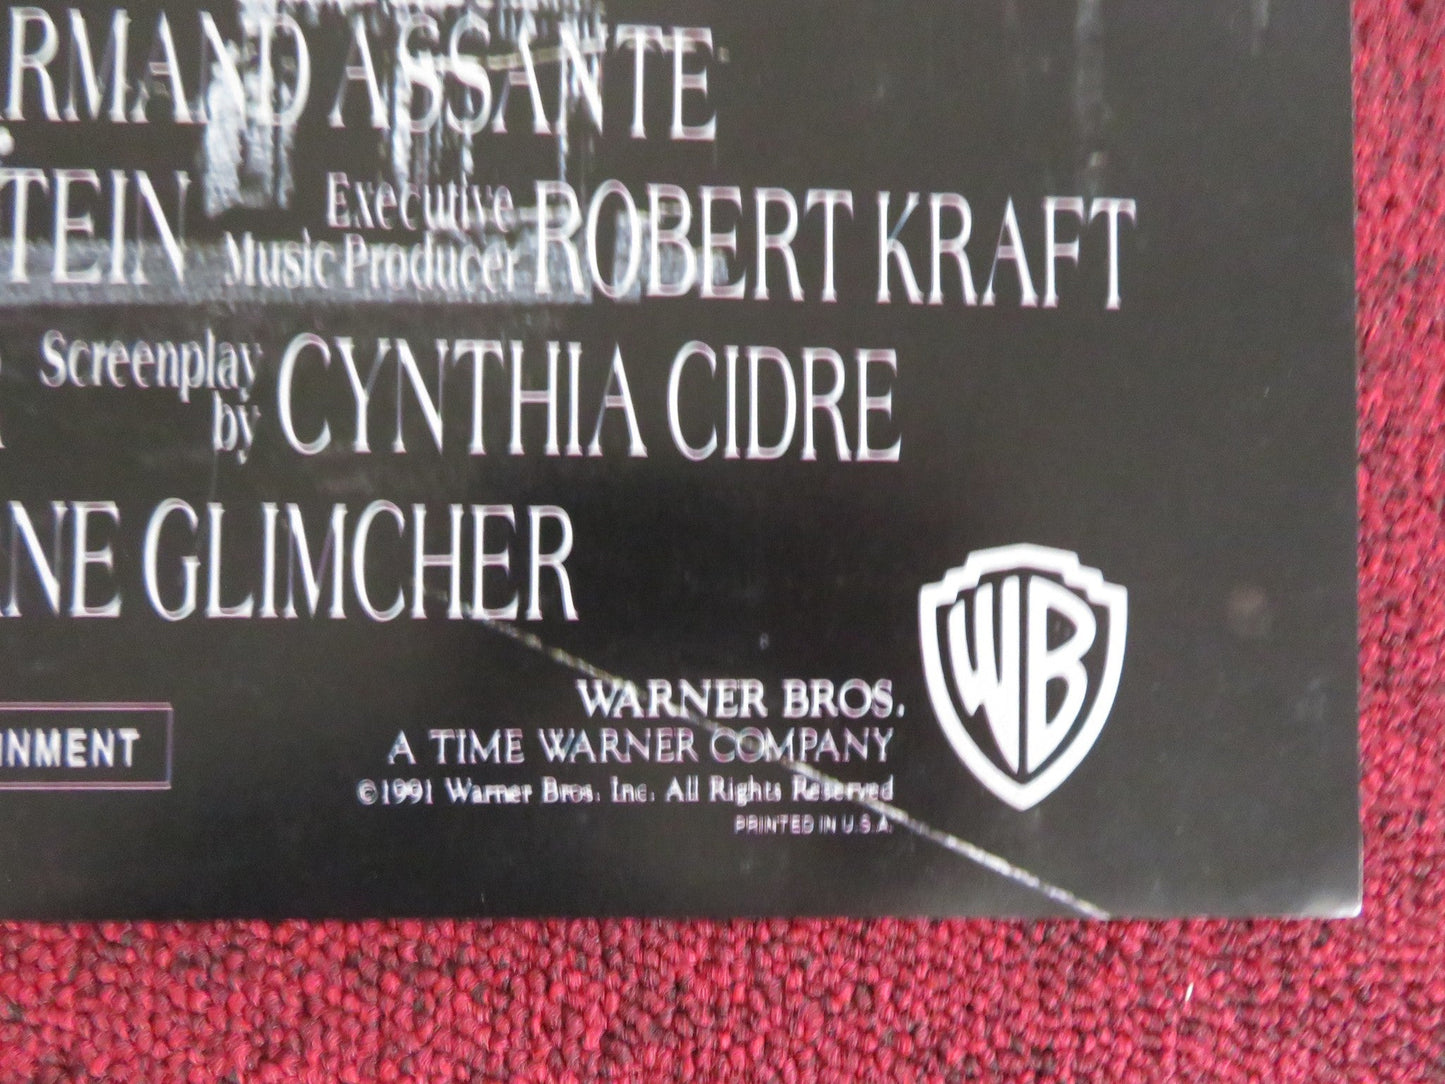 RMAND ASSANTE
TEIN Executive Music Producer ROBERT KRAFT
Screenplay by CYNTHIA CIDRE
NE GLIMCHER
INMENT
WARNER BROS.
A TIME WARNER COMPANY
©1991 Warner Bros. Inc. All Rights Reserved
PRINTED IN U.S.A.
WB